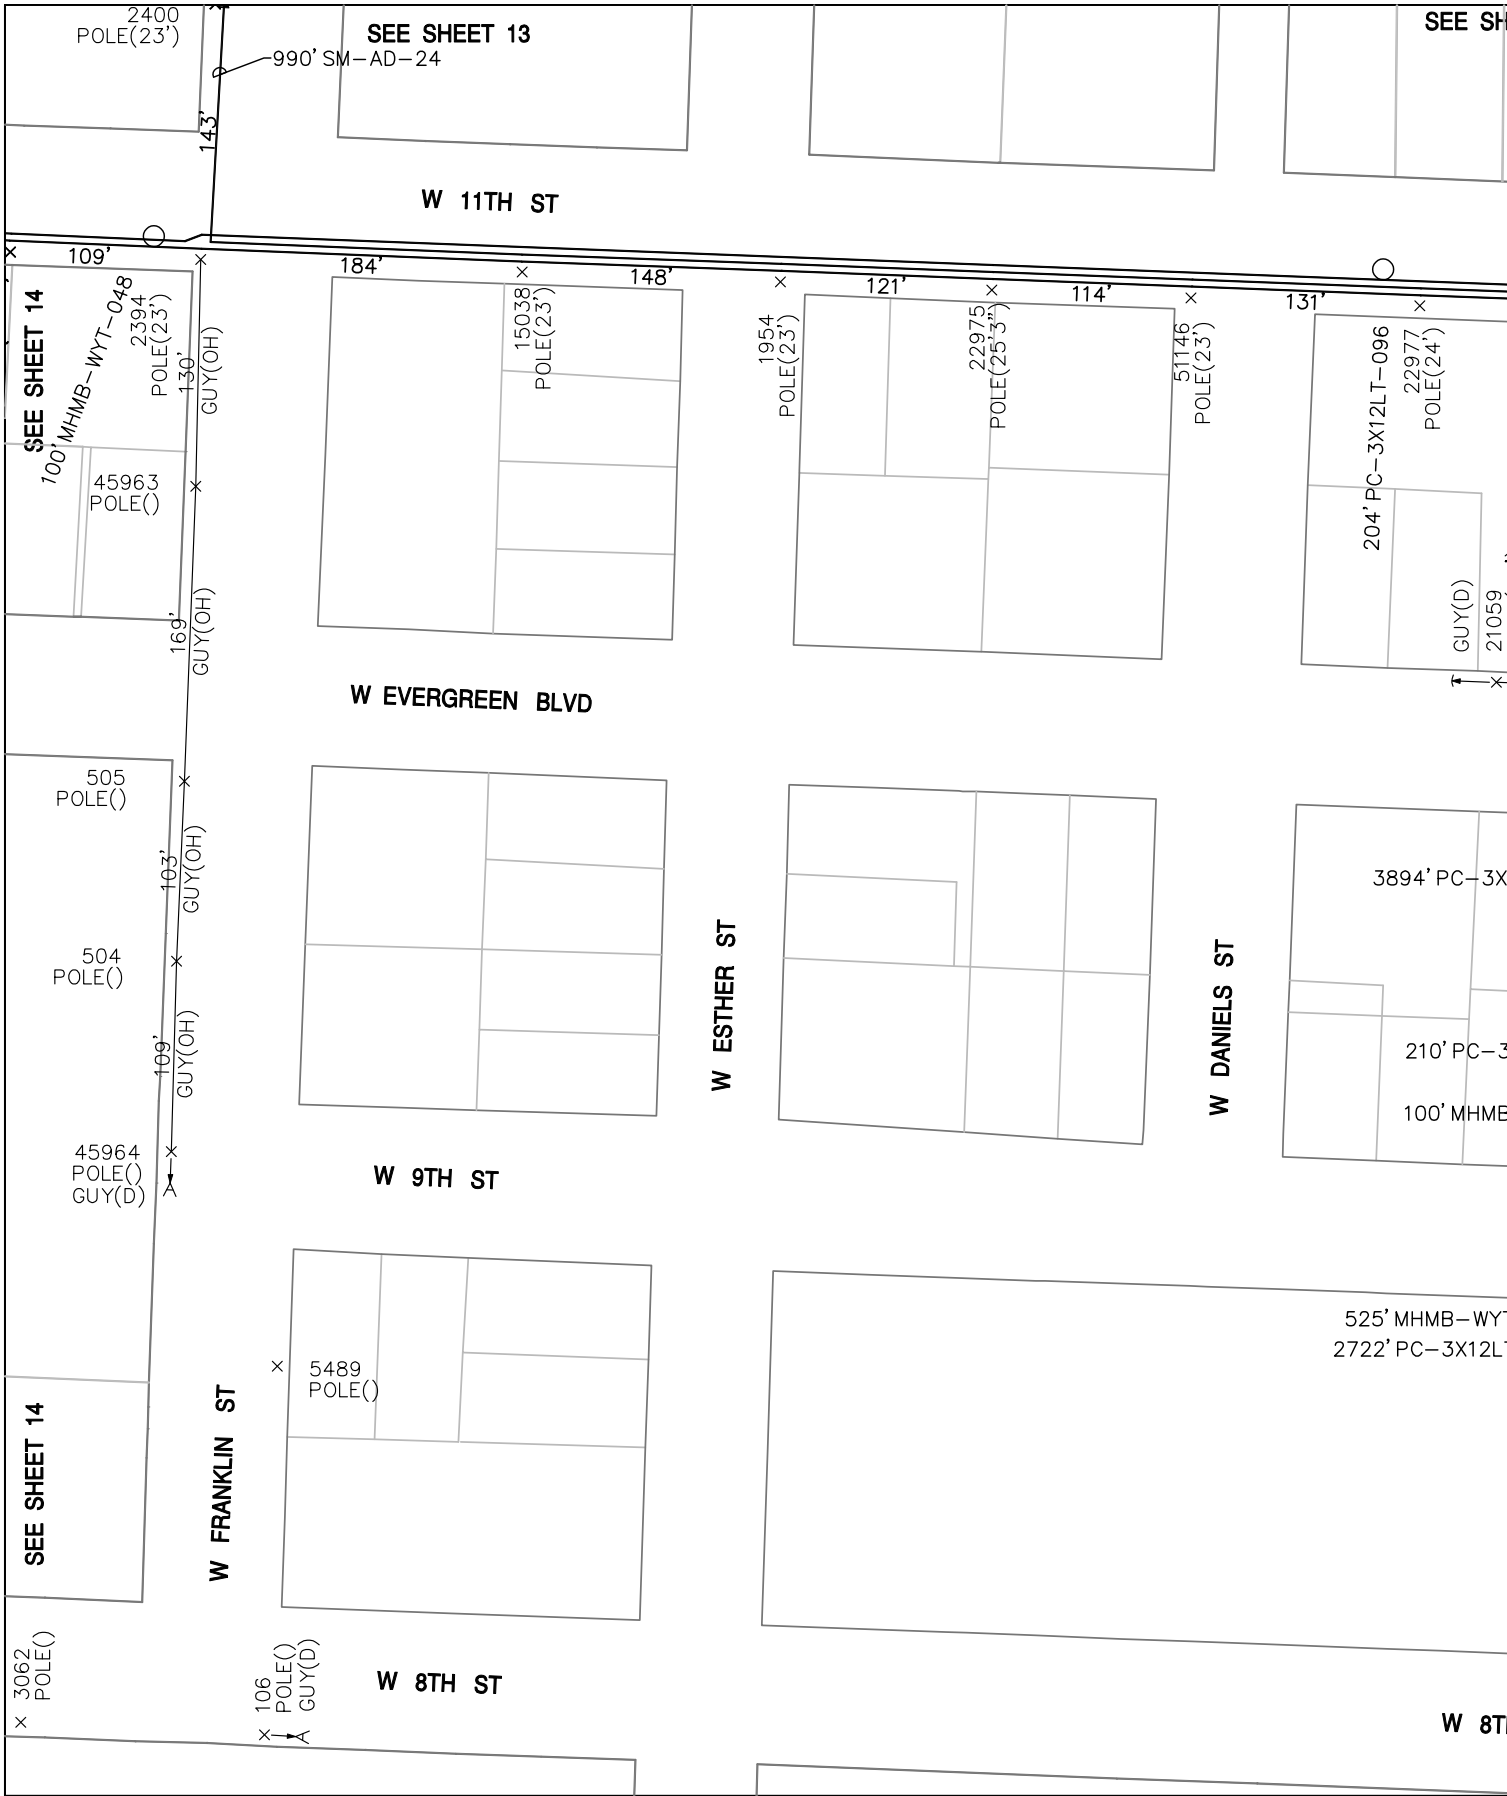 2400
POLE(23')
SEE SHEET 13
990' SM-AD-24
143'
W 11TH ST
109'
184'
148'
121'
114'
131'
SEE SHEET 14
100' MHMB-WYT-048
2394
POLE(23')
130'
GUY(OH)
15038
POLE(23')
1954
POLE(23')
22975
POLE(25'3")
51146
POLE(23')
204' PC-3X12LT-096
22977
POLE(24')
45963
POLE()
169'
GUY(OH)
GUY(D)
21059
W EVERGREEN BLVD
505
POLE()
103'
GUY(OH)
3894' PC-3X
504
POLE()
W ESTHER ST
W DANIELS ST
109'
GUY(OH)
210' PC-3
100' MHMB
45964
POLE()
GUY(D)
W 9TH ST
525' MHMB-WY
2722' PC-3X12L
5489
POLE()
SEE SHEET 14
W FRANKLIN ST
3062
POLE()
106
POLE()
GUY(D)
W 8TH ST
W 8T